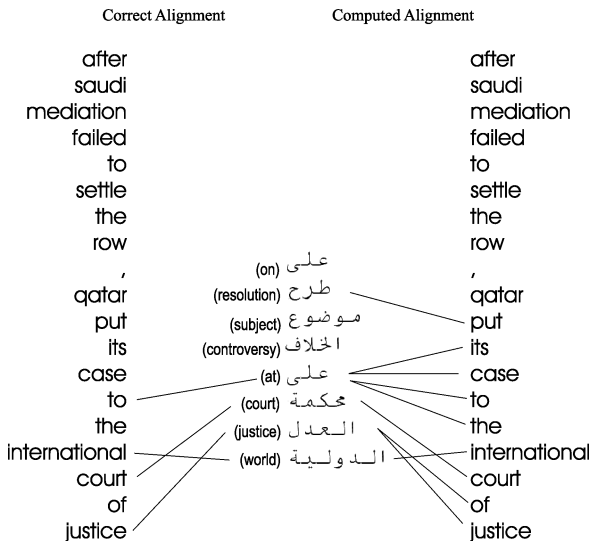 Correct Alignment Computed Alignment
after after
saudi saudi
mediation mediation
failed failed
to to
settle settle
the the
row row
, (on) على ,
qatar (resolution) طرح qatar
put (subject) موضوع put
its (controversy) الخلاف its
case (at) على case
to (court) محكمة to
the (justice) العدل the
international (world) الدولية international
court court
of of
justice justice